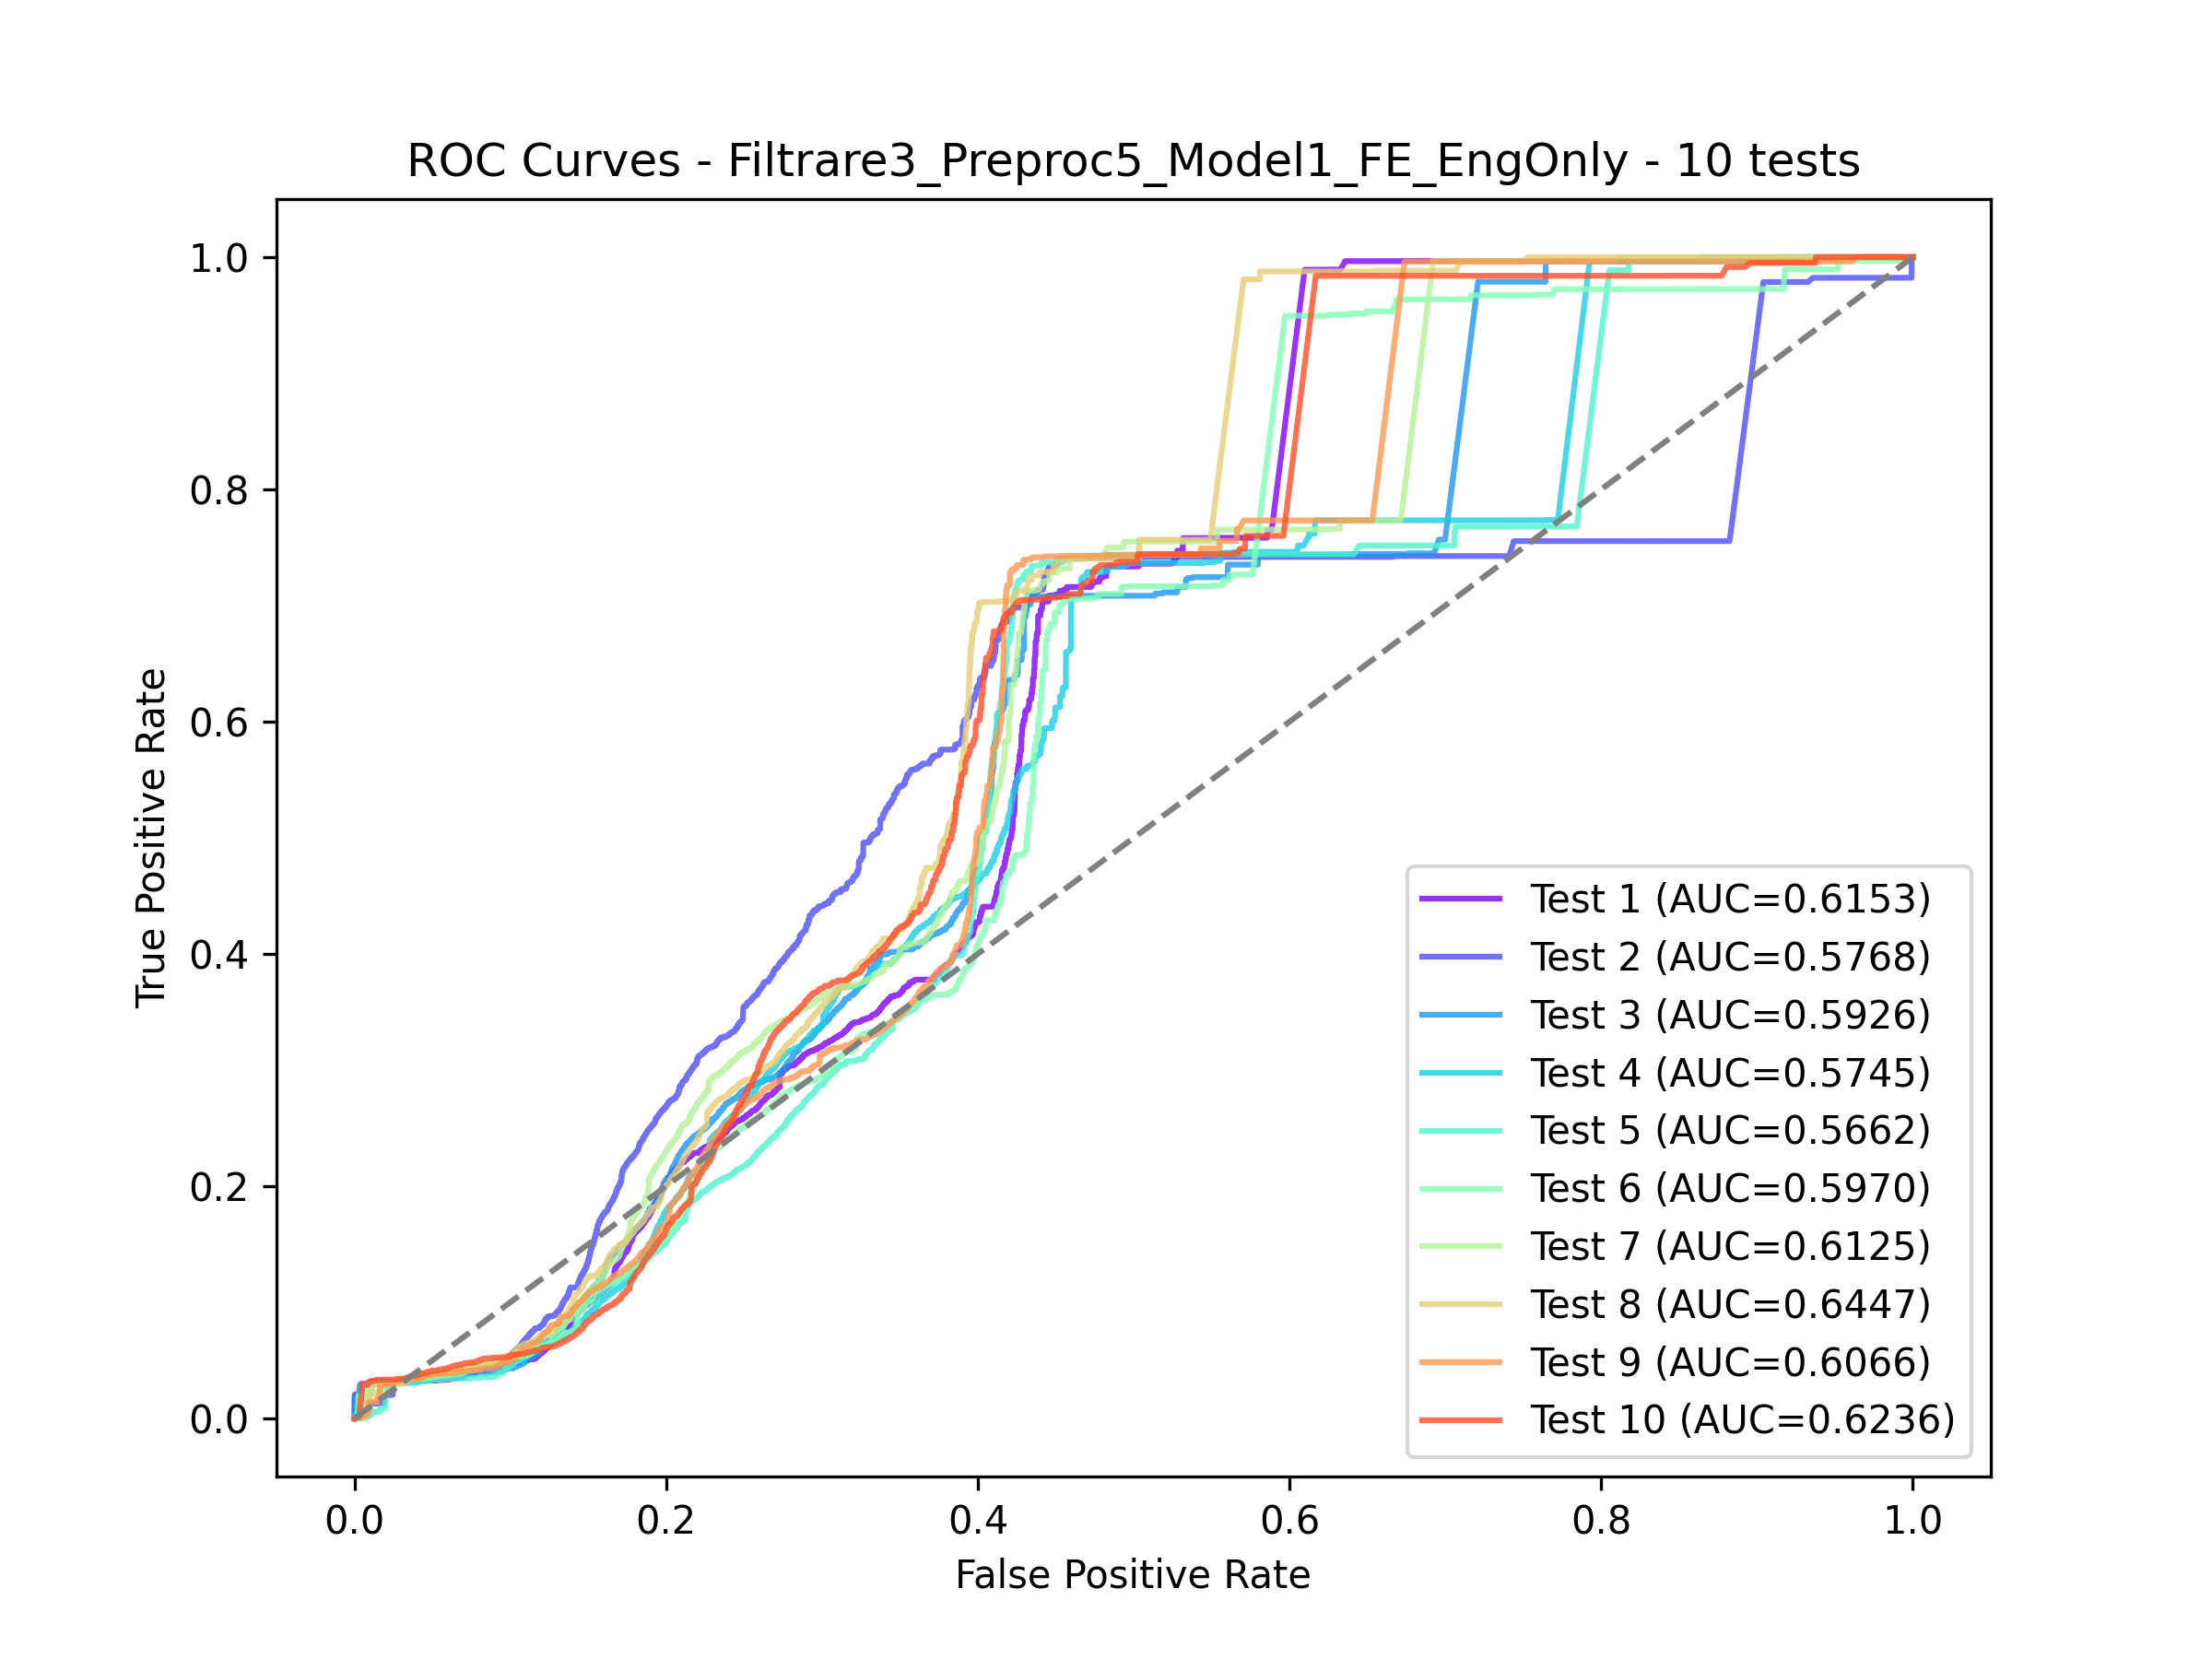 ROC Curves - Filtrare3_Preproc5_Model1_FE_EngOnly - 10 tests
True Positive Rate
1.0
0.8
0.6
0.4
0.2
0.0
Test 1 (AUC=0.6153)
Test 2 (AUC=0.5768)
Test 3 (AUC=0.5926)
Test 4 (AUC=0.5745)
Test 5 (AUC=0.5662)
Test 6 (AUC=0.5970)
Test 7 (AUC=0.6125)
Test 8 (AUC=0.6447)
Test 9 (AUC=0.6066)
Test 10 (AUC=0.6236)
0.0 0.2 0.4 0.6 0.8 1.0
False Positive Rate